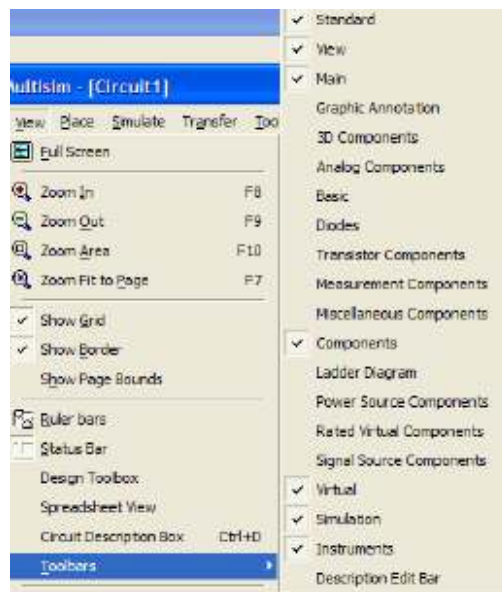 Multisim - [Circuit1]
View Place Simulate Transfer Too
Full Screen
Zoom In F8
Zoom Out F9
Zoom Area F10
Zoom Fit to Page F7
Show Grid
Show Border
Show Page Bounds
Ruler bars
Status Bar
Design Toolbox
Spreadsheet View
Circuit Description Box Ctrl+D
Toolbars
Standard
View
Main
Graphic Annotation
3D Components
Analog Components
Basic
Diodes
Transistor Components
Measurement Components
Miscellaneous Components
Components
Ladder Diagram
Power Source Components
Rated Virtual Components
Signal Source Components
Virtual
Simulation
Instruments
Description Edit Bar